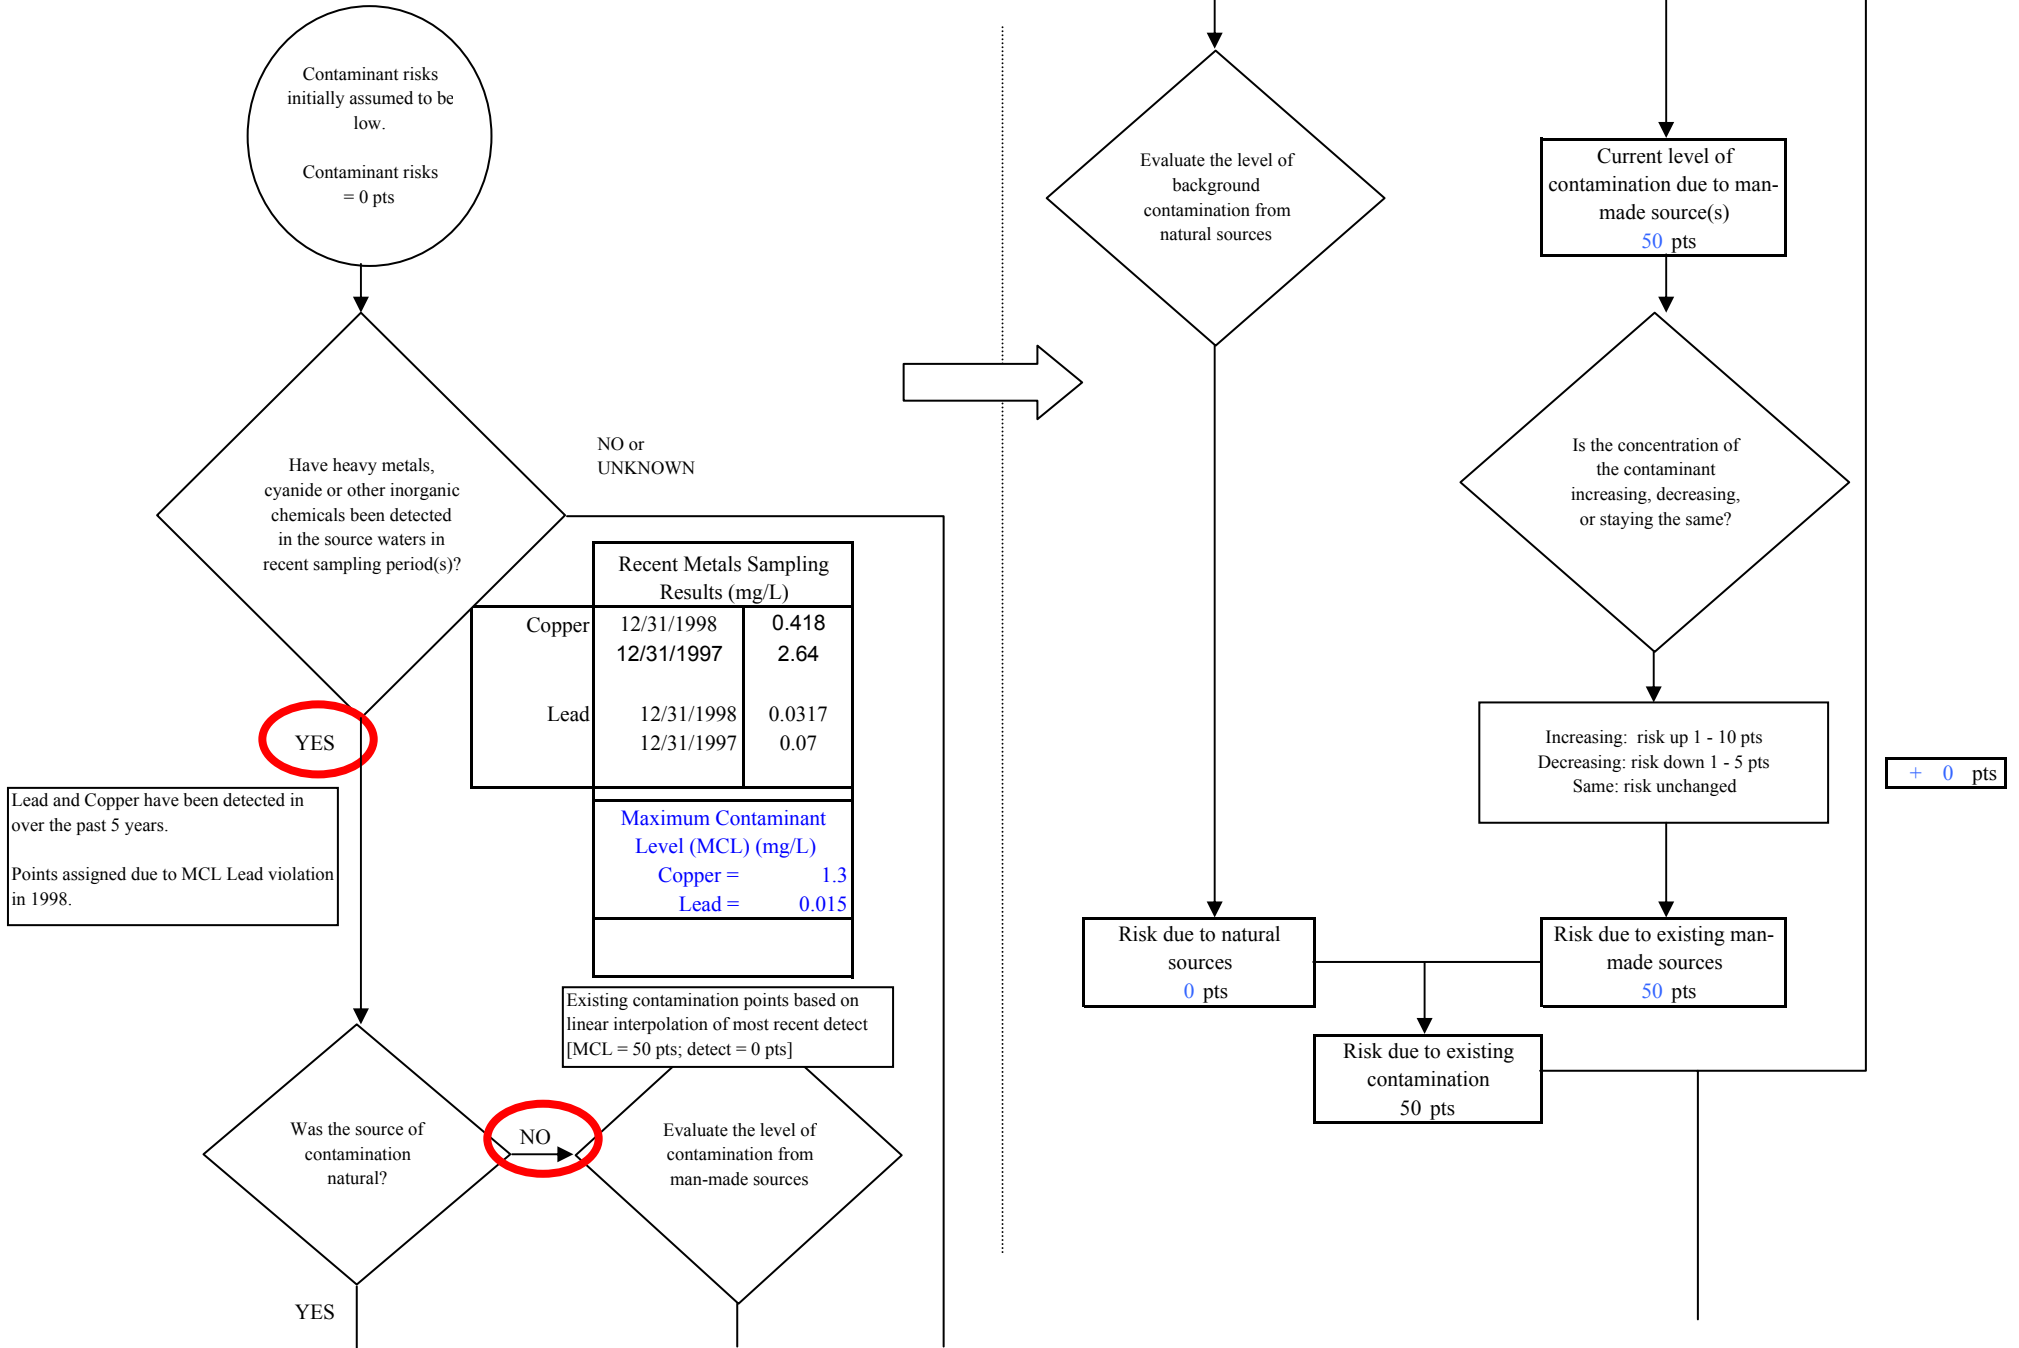 Contaminant risks
initially assumed to be
low.
Contaminant risks
= 0 pts
Have heavy metals,
cyanide or other inorganic
chemicals been detected
in the source waters in
recent sampling period(s)?
NO or
UNKNOWN
Recent Metals Sampling
Results (mg/L)
Copper 12/31/1998 0.418
12/31/1997 2.64
Lead 12/31/1998 0.0317
12/31/1997 0.07
Maximum Contaminant
Level (MCL) (mg/L)
Copper = 1.3
Lead = 0.015
YES
Lead and Copper have been detected in
over the past 5 years.
Points assigned due to MCL Lead violation
in 1998.
Existing contamination points based on
linear interpolation of most recent detect
[MCL = 50 pts; detect = 0 pts]
Was the source of
contamination
natural?
NO
Evaluate the level of
contamination from
man-made sources
YES
Evaluate the level of
background
contamination from
natural sources
Current level of
contamination due to man-
made source(s)
50 pts
Is the concentration of
the contaminant
increasing, decreasing,
or staying the same?
Increasing: risk up 1 - 10 pts
Decreasing: risk down 1 - 5 pts
Same: risk unchanged
+ 0 pts
Risk due to natural
sources
0 pts
Risk due to existing man-
made sources
50 pts
Risk due to existing
contamination
50 pts